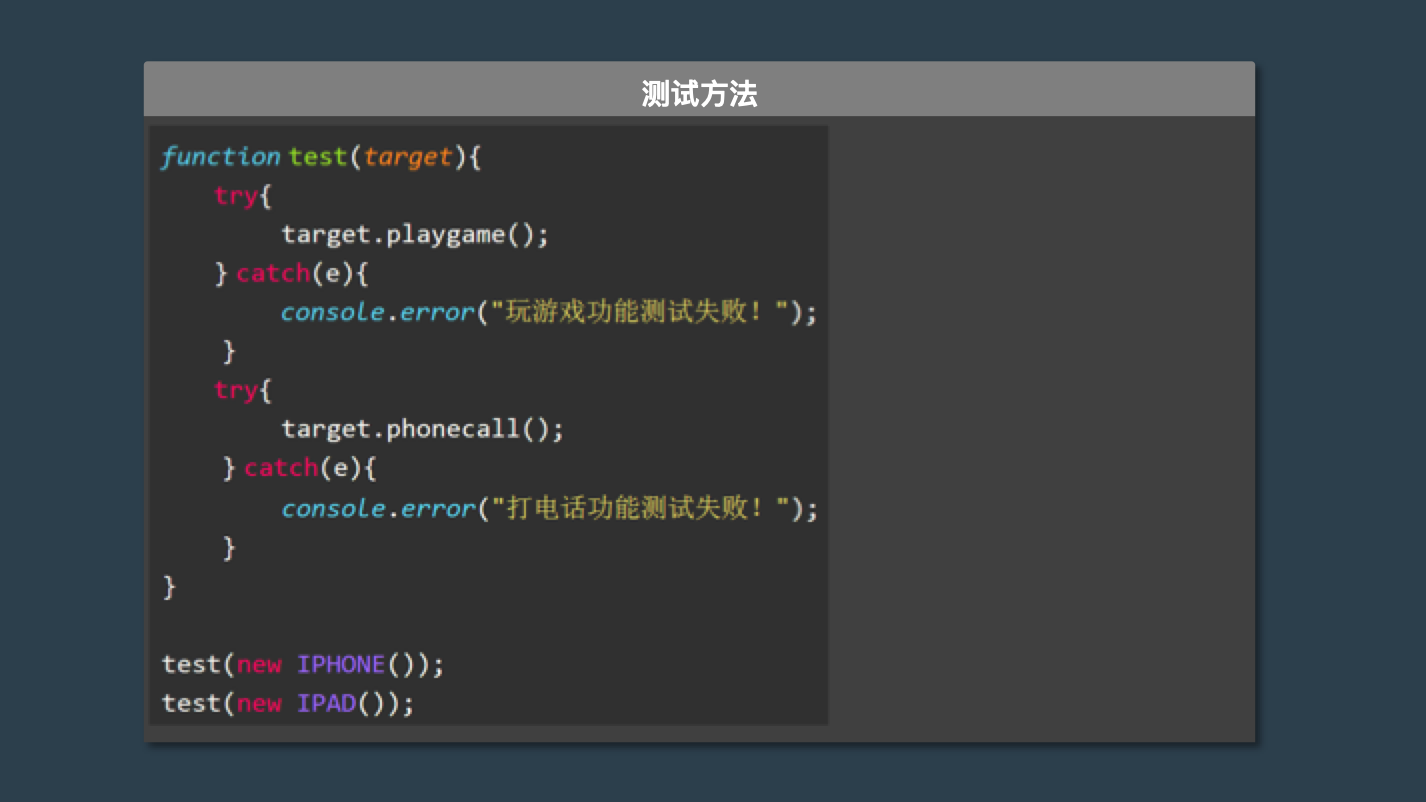 测试方法
function test(target){
try{
target.playgame();
} catch(e){
console.error("玩游戏功能测试失败！");
}
try{
target.phonecall();
} catch(e){
console.error("打电话功能测试失败！");
}
}
test(new IPHONE());
test(new IPAD());